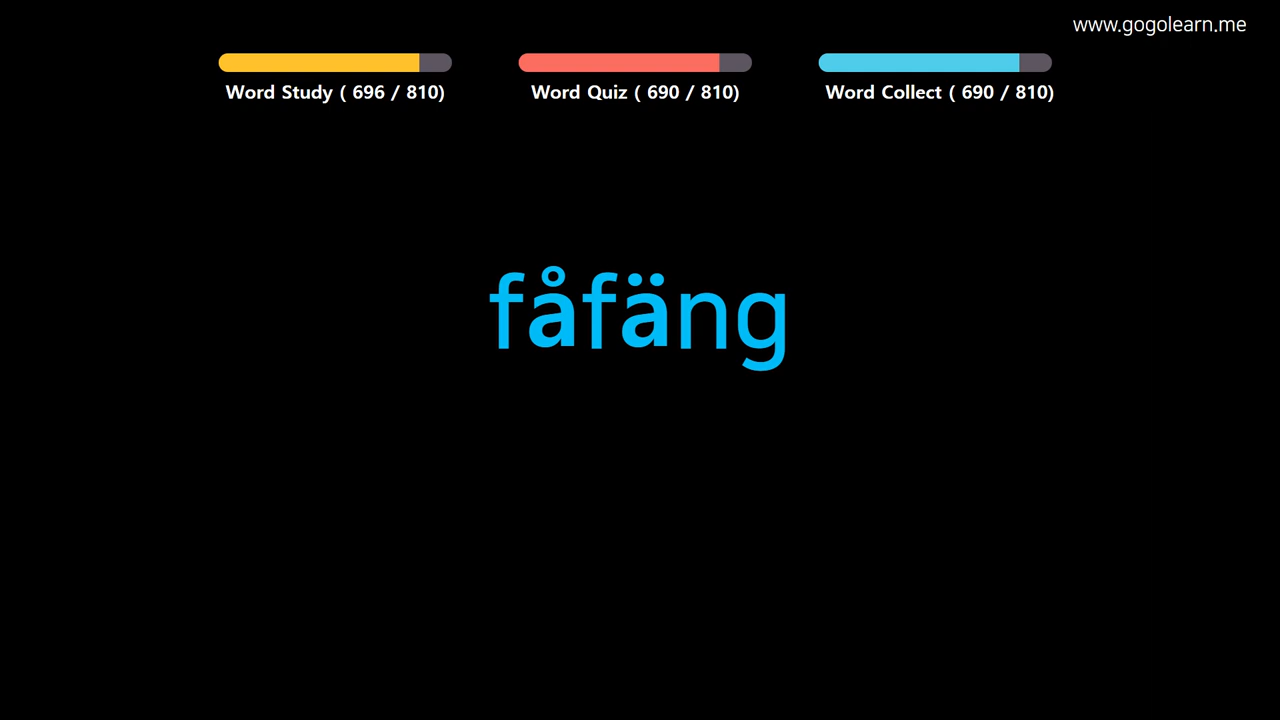 www.gogolearn.me
Word Study ( 696 / 810)
Word Quiz ( 690 / 810)
Word Collect ( 690 / 810)
fåfäng